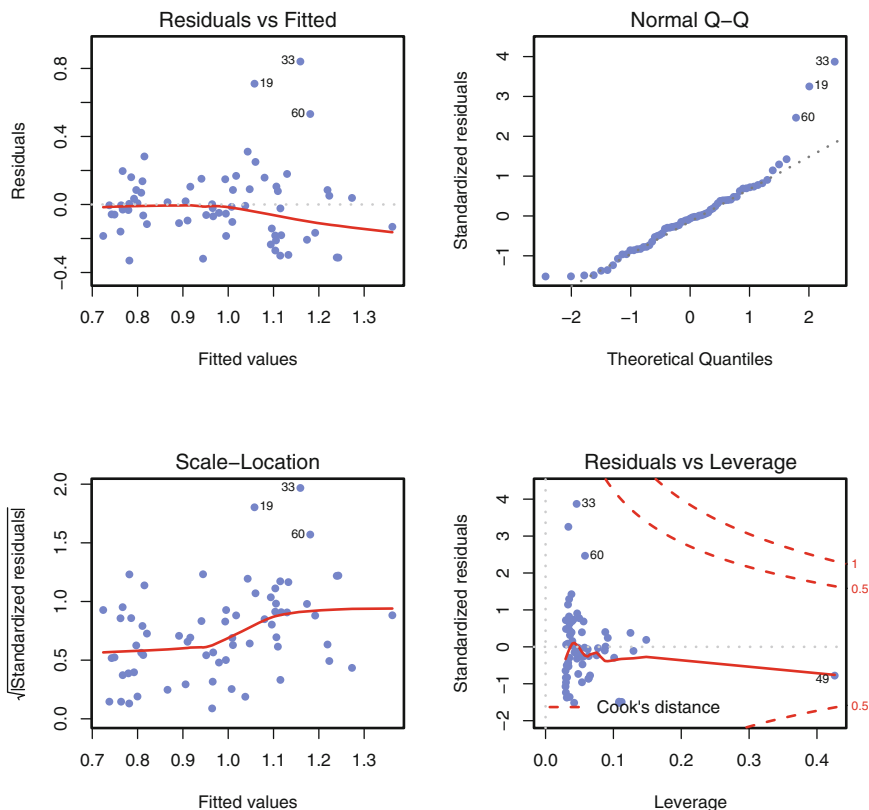 Residuals vs Fitted
Residuals
0.8
0.4
0.0
−0.4
33
19
60
0.7 0.8 0.9 1.0 1.1 1.2 1.3
Fitted values
Normal Q−Q
Standardized residuals
4
3
2
1
0
−1
33
19
60
−2 −1 0 1 2
Theoretical Quantiles
Scale−Location
√|Standardized residuals|
2.0
1.5
1.0
0.5
0.0
33
19
60
0.7 0.8 0.9 1.0 1.1 1.2 1.3
Fitted values
Residuals vs Leverage
Standardized residuals
4
3
2
1
0
−1
−2
33
60
49
1
0.5
0.5
Cook's distance
0.0 0.1 0.2 0.3 0.4
Leverage